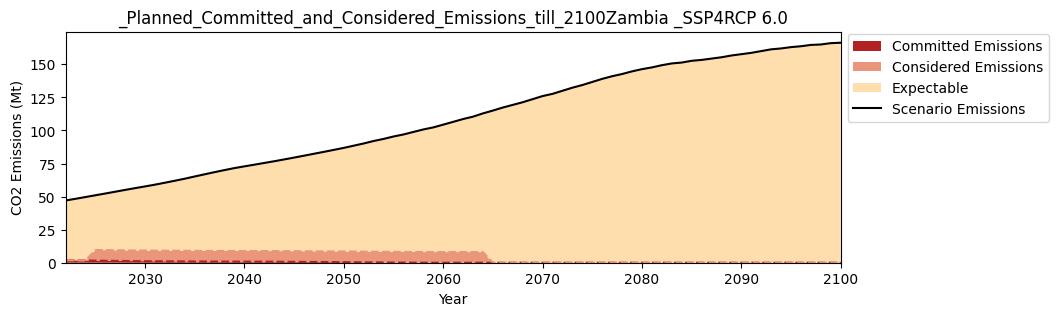 _Planned_Committed_and_Considered_Emissions_till_2100Zambia _SSP4RCP 6.0
CO2 Emissions (Mt)
150
125
100
75
50
25
0
2030 2040 2050 2060 2070 2080 2090 2100
Year
Committed Emissions
Considered Emissions
Expectable
Scenario Emissions